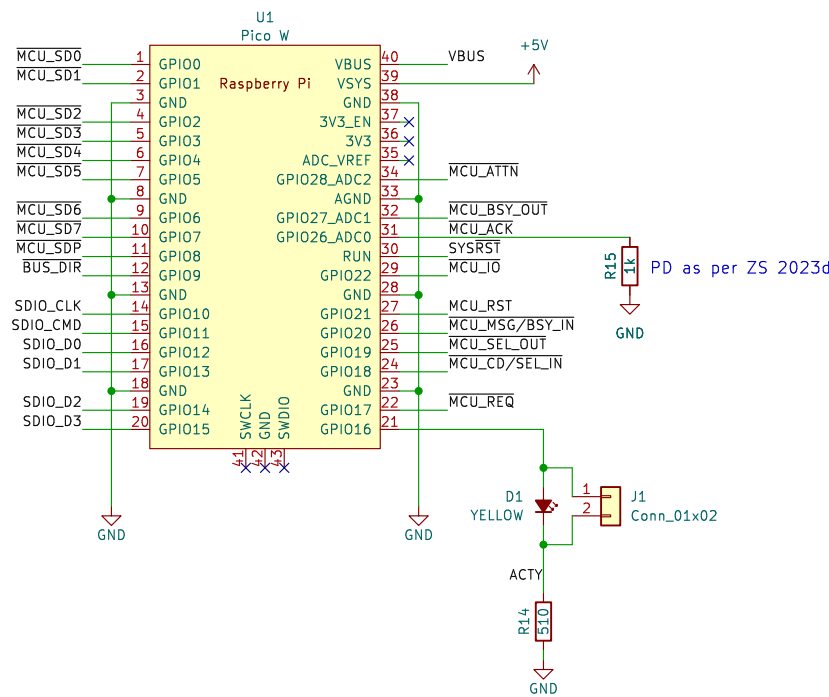 U1
Pico W
Raspberry Pi
MCU_SD0 1 GPIO0
MCU_SD1 2 GPIO1
3 GND
MCU_SD2 4 GPIO2
MCU_SD3 5 GPIO3
MCU_SD4 6 GPIO4
MCU_SD5 7 GPIO5
8 GND
MCU_SD6 9 GPIO6
MCU_SD7 10 GPIO7
MCU_SDP 11 GPIO8
BUS_DIR 12 GPIO9
13 GND
SDIO_CLK 14 GPIO10
SDIO_CMD 15 GPIO11
SDIO_D0 16 GPIO12
SDIO_D1 17 GPIO13
18 GND
SDIO_D2 19 GPIO14
SDIO_D3 20 GPIO15
VBUS 40 VBUS
VSYS 39 +5V
GND 38
3V3_EN 37
3V3 36
ADC_VREF 35
GPIO28_ADC2 34 MCU_ATTN
AGND 33
GPIO27_ADC1 32 MCU_BSY_OUT
GPIO26_ADC0 31 MCU_ACK
RUN 30 SYSRST
GPIO22 29 MCU_IO
GND 28
GPIO21 27 MCU_RST
GPIO20 26 MCU_MSG/BSY_IN
GPIO19 25 MCU_SEL_OUT
GPIO18 24 MCU_CD/SEL_IN
GND 23
GPIO17 22 MCU_REQ
GPIO16 21
SWCLK 41
GND 42
SWDIO 43
GND
GND
R15
1k
PD as per ZS 2023d
GND
D1
YELLOW
1
2
J1
Conn_01x02
ACTY
R14
510
GND